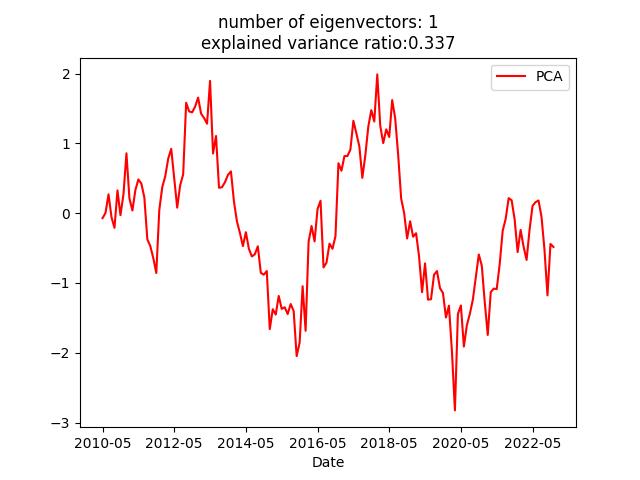 number of eigenvectors: 1
explained variance ratio:0.337
PCA
2
1
0
−1
−2
−3
2010-05 2012-05 2014-05 2016-05 2018-05 2020-05 2022-05
Date